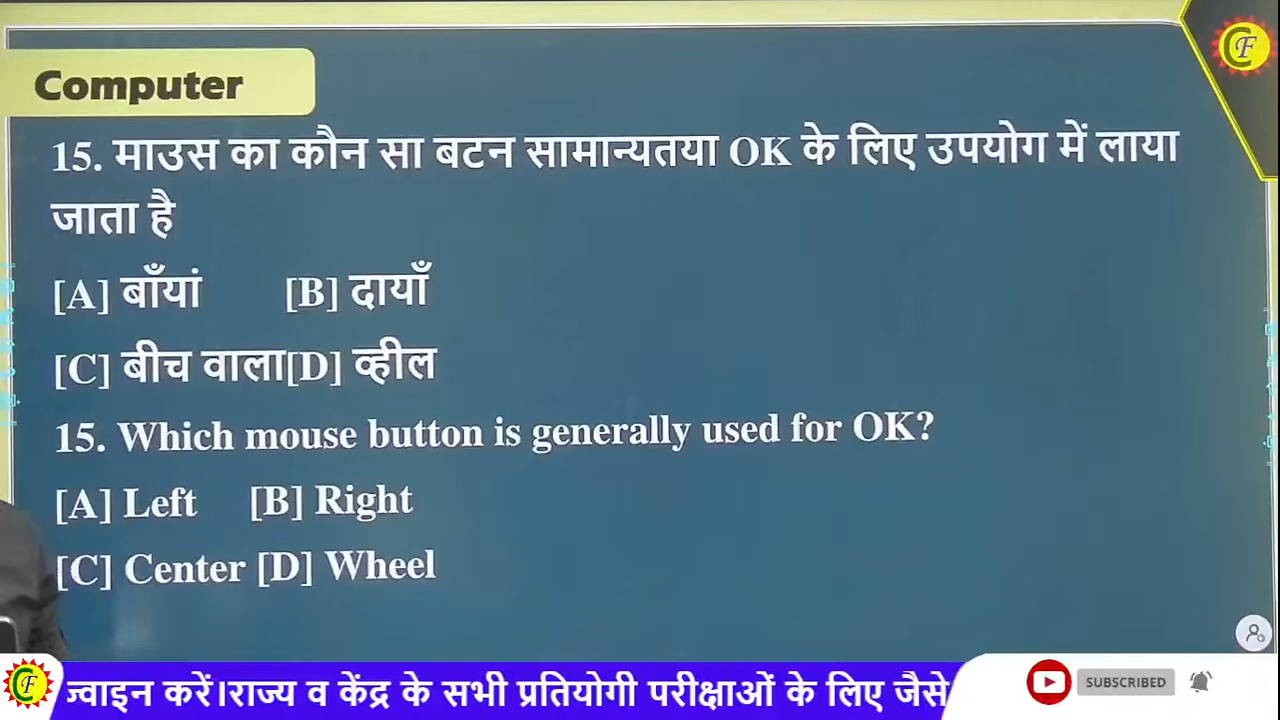 Computer
15. माउस का कौन सा बटन सामान्यतया OK के लिए उपयोग में लाया
जाता है
[A] बाँयां [B] दायाँ
[C] बीच वाला[D] व्हील
15. Which mouse button is generally used for OK?
[A] Left [B] Right
[C] Center [D] Wheel
ज्वाइन करें।राज्य व केंद्र के सभी प्रतियोगी परीक्षाओं के लिए जैसे
SUBSCRIBED